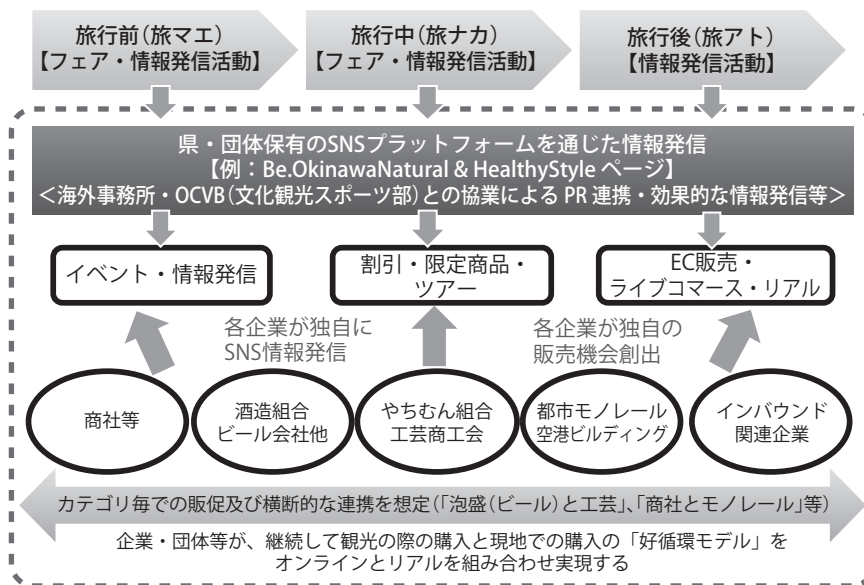 旅行前(旅マエ)
【フェア・情報発信活動】
旅行中(旅ナカ)
【フェア・情報発信活動】
旅行後(旅アト)
【情報発信活動】
県・団体保有のSNSプラットフォームを通じた情報発信
【例：Be.OkinawaNatural & HealthyStyle ページ】
＜海外事務所・OCVB(文化観光スポーツ部)との協業による PR 連携・効果的な情報発信等＞
イベント・情報発信
割引・限定商品・
ツアー
EC販売・
ライブコマース・リアル
各企業が独自に
SNS情報発信
各企業が独自の
販売機会創出
商社等
酒造組合
ビール会社他
やちむん組合
工芸商工会
都市モノレール
空港ビルディング
インバウンド
関連企業
カテゴリ毎での販促及び横断的な連携を想定(「泡盛(ビール)と工芸」、「商社とモノレール」等)
企業・団体等が、継続して観光の際の購入と現地での購入の「好循環モデル」を
オンラインとリアルを組み合わせ実現する